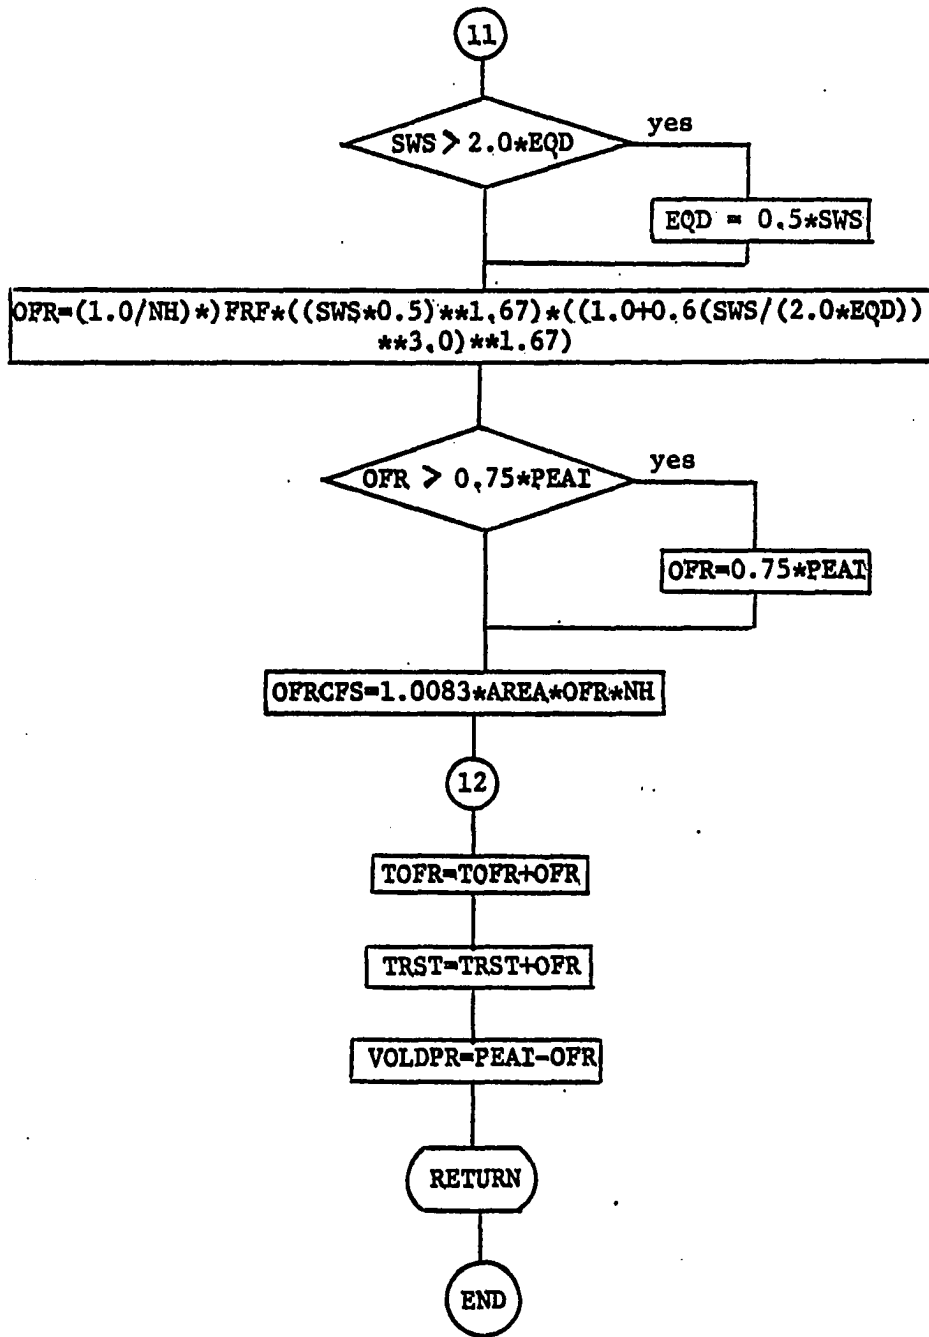 11
SWS > 2.0*EQD
yes
EQD = 0.5*SWS
OFR=(1.0/NH)*)FRF*((SWS*0.5)**1.67)*((1.0+0.6(SWS/(2.0*EQD))
**3.0)**1.67)
OFR > 0.75*PEAI
yes
OFR=0.75*PEAI
OFRCFS=1.0083*AREA*OFR*NH
12
TOFR=TOFR+OFR
TRST=TRST+OFR
VOLDPR=PEAI-OFR
RETURN
END